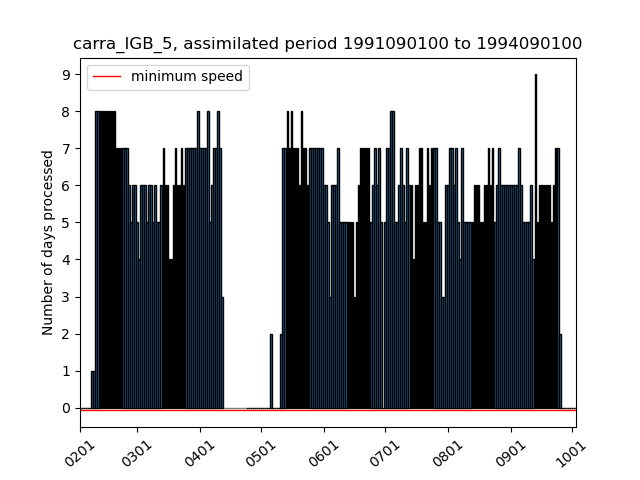 carra_IGB_5, assimilated period 1991090100 to 1994090100
minimum speed
Number of days processed
9
8
7
6
5
4
3
2
1
0
0201 0301 0401 0501 0601 0701 0801 0901 1001